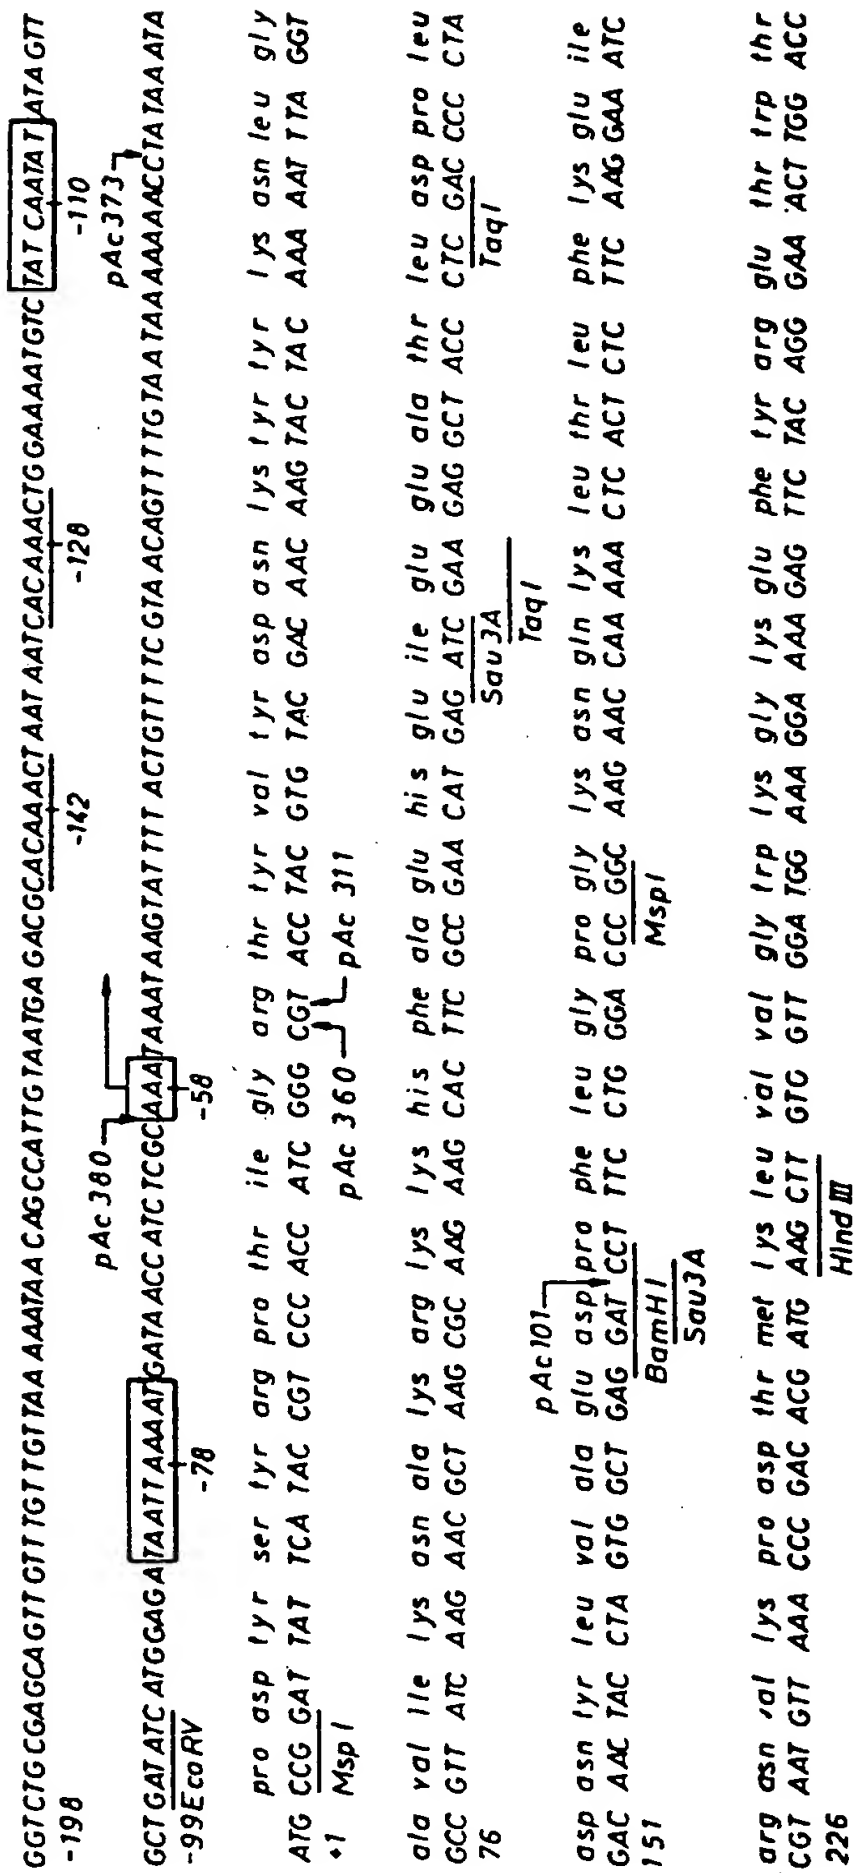 GGTCTGCGAGCAGTTGTTTGTTGTTAAAAATAACAGCCATTGTAATGAGACGCACAAACTAATAATCACAAACTGGAAAATGTCTATCAATATATAGTT
-198 -142 -128 -110
pAc380 pAc373
GCTGATATCATGGAGATAATTAAAATGATAACCATCTCGCAAATAAATAAGTATTTTACTGTTTTCGTAACAGTTTTGTAATAAAAAAACCTATAAATA
-99 EcoRV -78 -58
pro asp tyr ser tyr arg pro thr ile gly arg thr tyr val tyr asp asn lys tyr tyr lys asn leu gly
ATG CCG GAT TAT TCA TAC CGT CCC ACC ATC GGG CGT ACC TAC GTG TAC GAC AAC AAG TAC TAC AAA AAT TTA GGT
+1 MspI pAc360 pAc 311
ala val ile lys asn ala lys arg lys lys his phe ala glu his glu ile glu glu ala thr leu asp pro leu
GCC GTT ATC AAG AAC GCT AAG CGC AAG AAG CAC TTC GCC GAA CAT GAG ATC GAA GAG GCT ACC CTC GAC CCC CTA
76 Sau3A TaqI
TaqI
pAc101
asp asn tyr leu val ala glu asp pro phe leu gly pro gly lys asn gln lys leu thr leu phe lys glu ile
GAC AAC TAC CTA GTG GCT GAG GAT CCT TTC CTG GGA CCC GGC AAG AAC CAA AAA CTC ACT CTC TTC AAG GAA ATC
151 BamHI MspI
Sau3A
arg asn val lys pro asp thr met lys leu val val gly trp lys gly lys glu phe tyr arg glu thr trp thr
CGT AAT GTT AAA CCC GAC ACG ATG AAG CTT GTG GTT GGA TGG AAA GGA AAA GAG TTC TAC AGG GAA ACT TGG ACC
226 HindIII